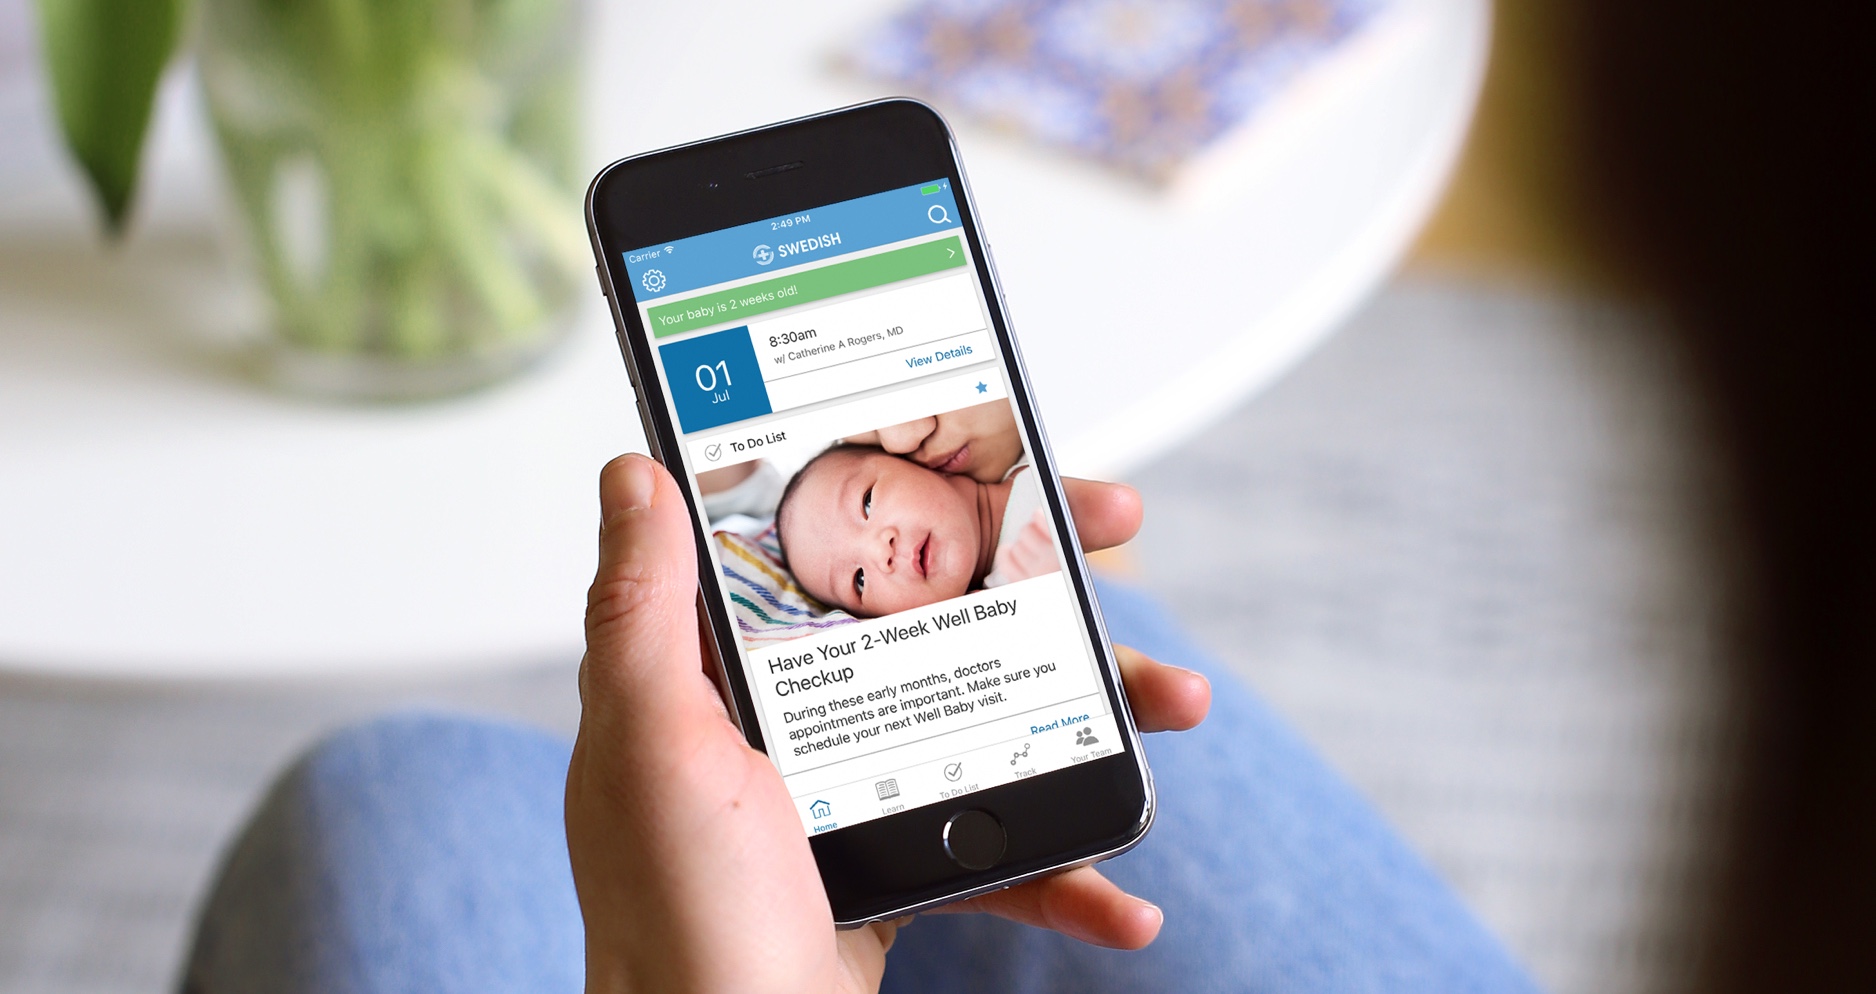 2:49 PM
Carrier
SWEDISH
Your baby is 2 weeks old!
01
Jul
8:30am
w/ Catherine A Rogers, MD
View Details
To Do List
Have Your 2-Week Well Baby
Checkup
During these early months, doctors
appointments are important. Make sure you
schedule your next Well Baby visit.
Read More
Home
Learn
To Do List
Track
Your Team